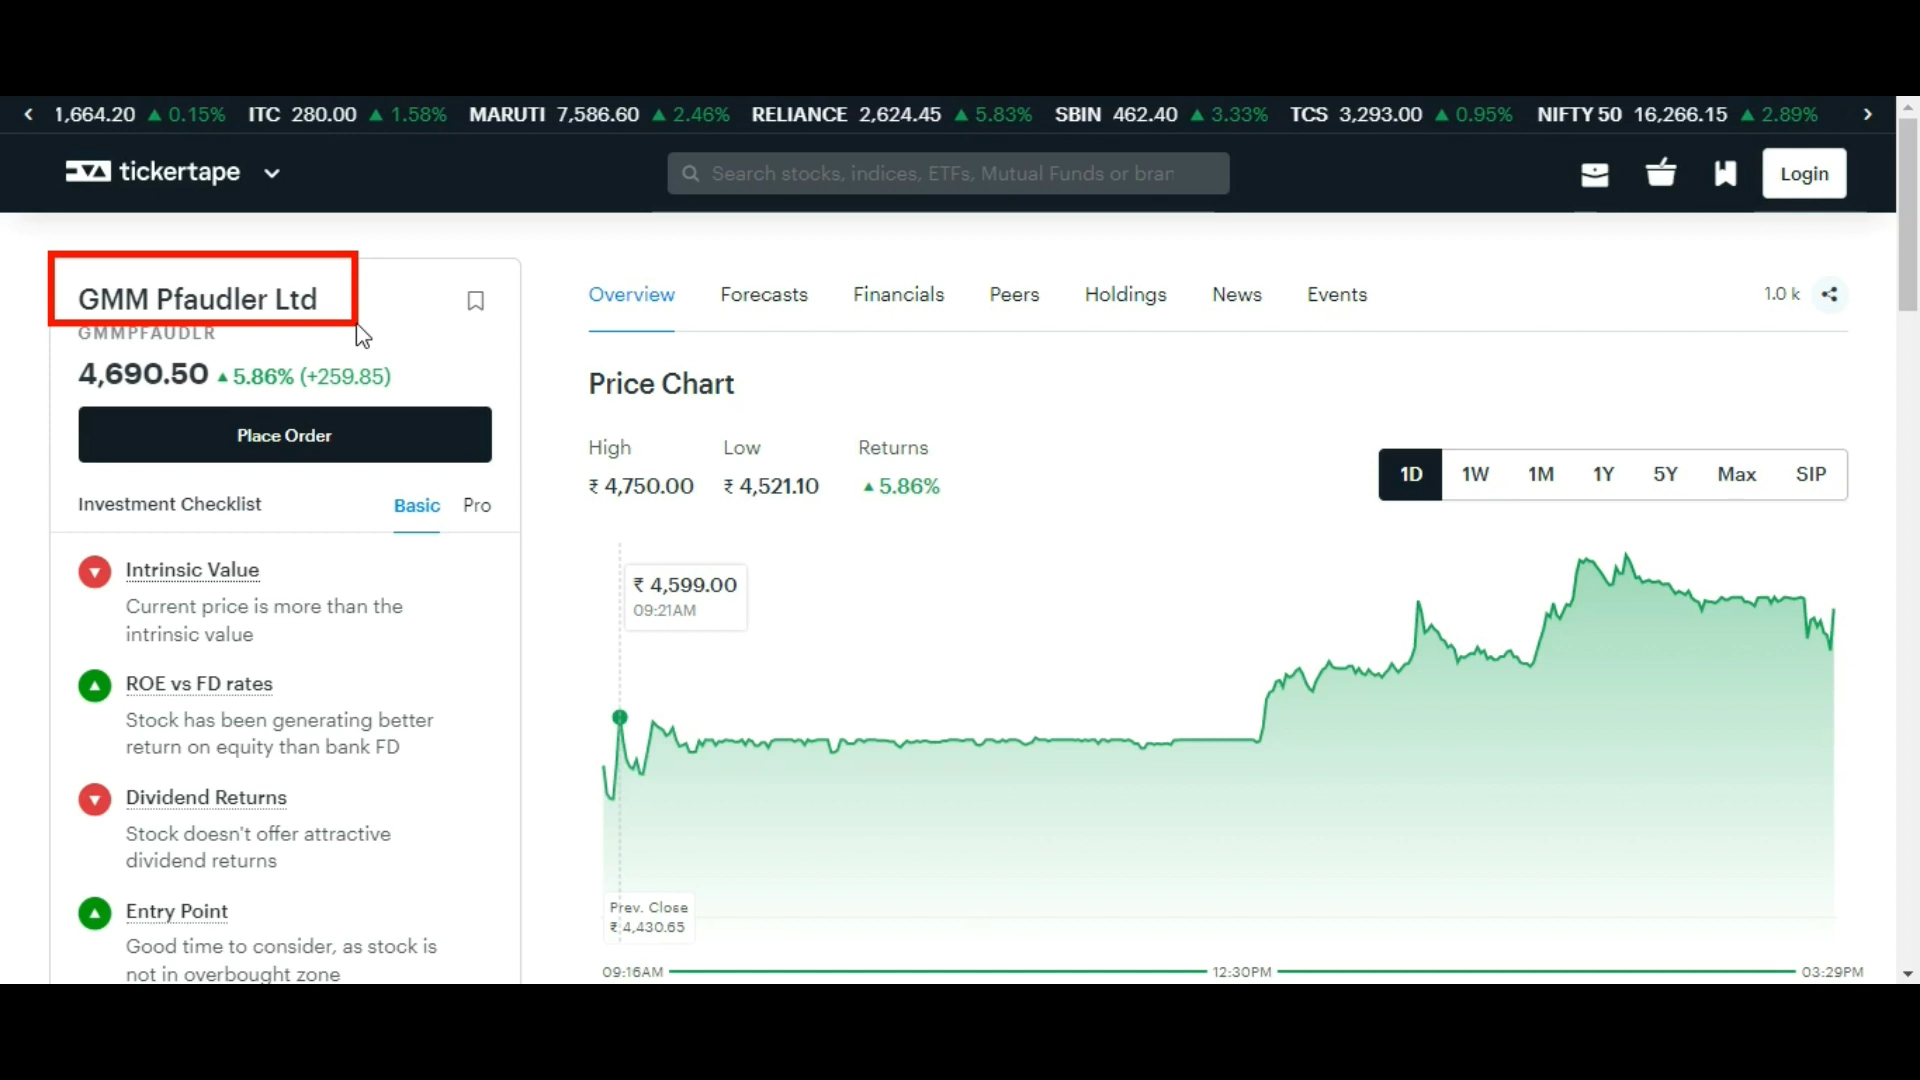 1,664.20 ▲ 0.15% ITC 280.00 ▲ 1.58% MARUTI 7,586.60 ▲ 2.46% RELIANCE 2,624.45 ▲ 5.83% SBIN 462.40 ▲ 3.33% TCS 3,293.00 ▲ 0.95% NIFTY 50 16,266.15 ▲ 2.89%
tickertape
Search stocks, indices, ETFs, Mutual Funds or brar
Login
GMM Pfaudler Ltd
GMMPFAUDLR
4,690.50 ▲ 5.86% (+259.85)
Place Order
Investment Checklist Basic Pro
Intrinsic Value
Current price is more than the
intrinsic value
ROE vs FD rates
Stock has been generating better
return on equity than bank FD
Dividend Returns
Stock doesn't offer attractive
dividend returns
Entry Point
Good time to consider, as stock is
not in overbought zone
Overview Forecasts Financials Peers Holdings News Events
1.0 k
Price Chart
High Low Returns
₹ 4,750.00 ₹ 4,521.10 ▲ 5.86%
1D 1W 1M 1Y 5Y Max SIP
₹ 4,599.00
09:21AM
Prev. Close
₹ 4,430.65
09:16AM 12:30PM 03:29PM